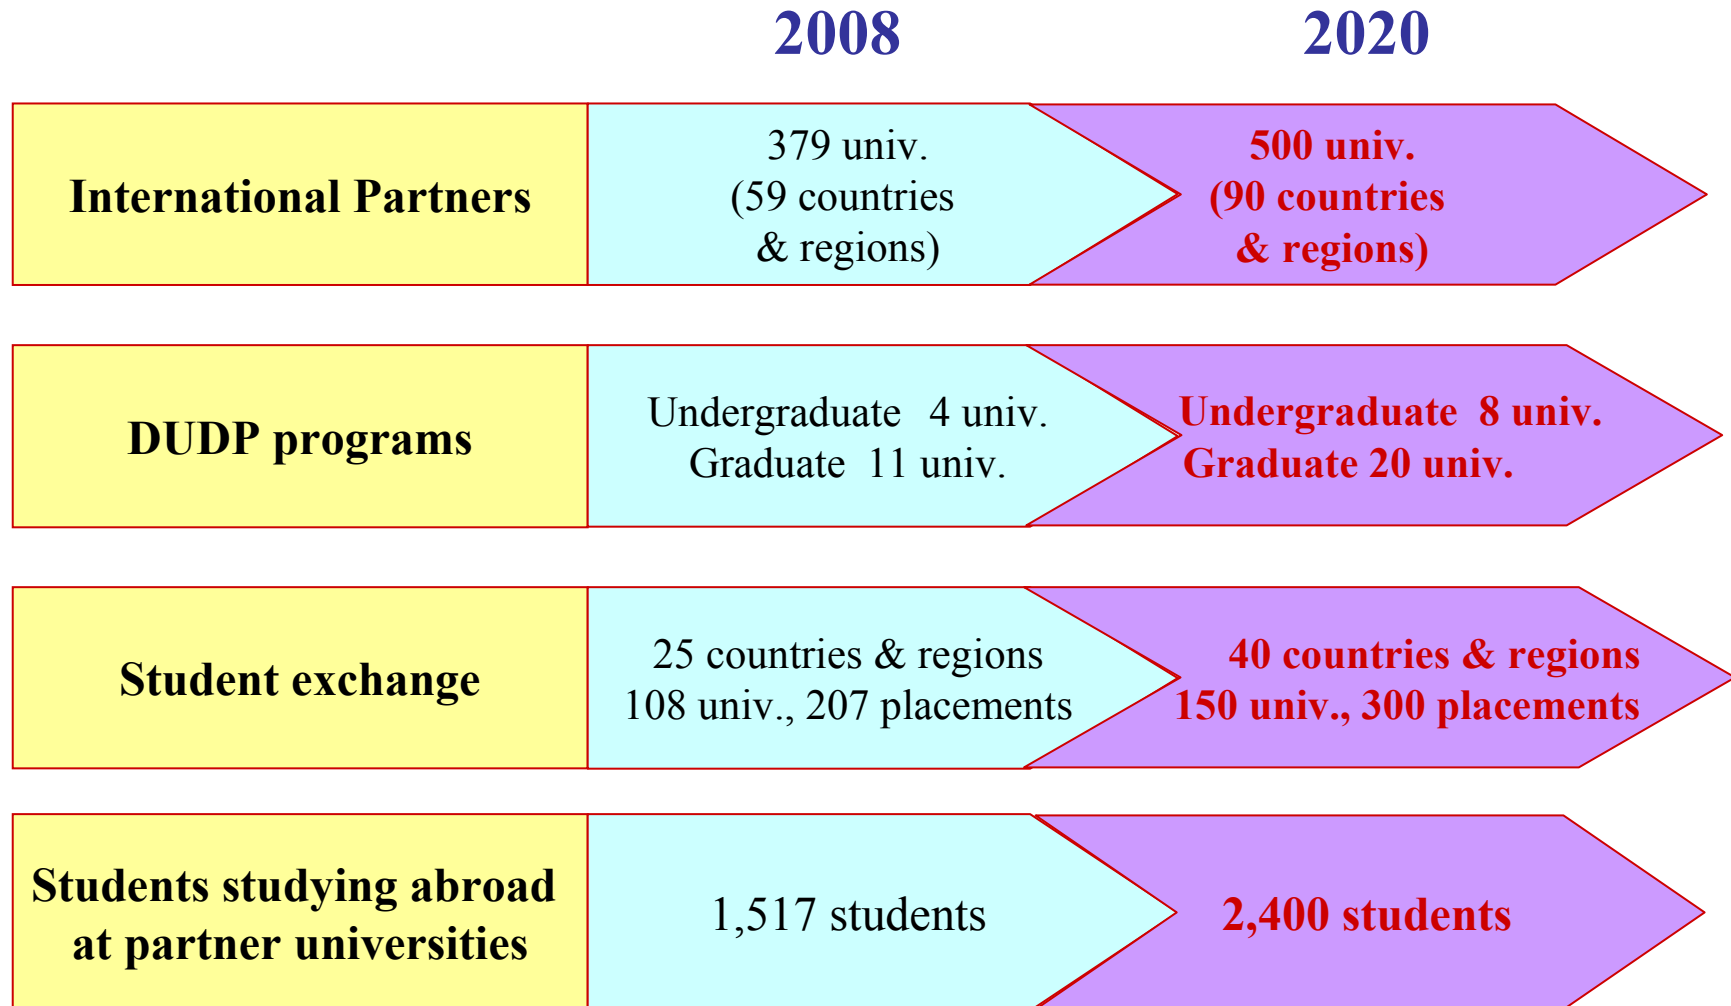 2008 2020
International Partners
379 univ.
(59 countries
& regions)
500 univ.
(90 countries
& regions)
DUDP programs
Undergraduate 4 univ.
Graduate 11 univ.
Undergraduate 8 univ.
Graduate 20 univ.
Student exchange
25 countries & regions
108 univ., 207 placements
40 countries & regions
150 univ., 300 placements
Students studying abroad
at partner universities
1,517 students
2,400 students